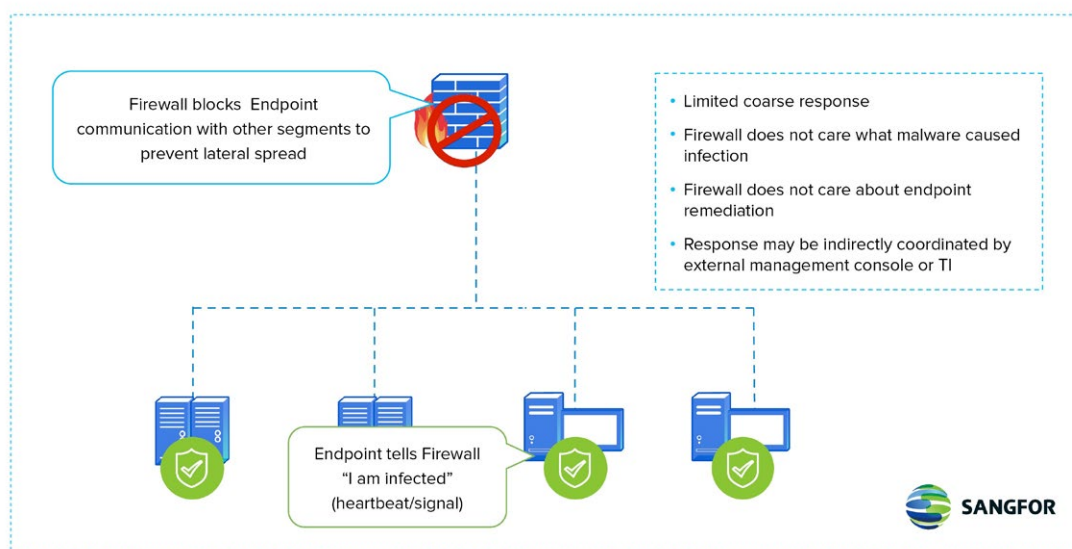 Firewall blocks Endpoint
communication with other segments to
prevent lateral spread
• Limited coarse response
• Firewall does not care what malware caused
infection
• Firewall does not care about endpoint
remediation
• Response may be indirectly coordinated by
external management console or TI
Endpoint tells Firewall
“I am infected”
(heartbeat/signal)
SANGFOR